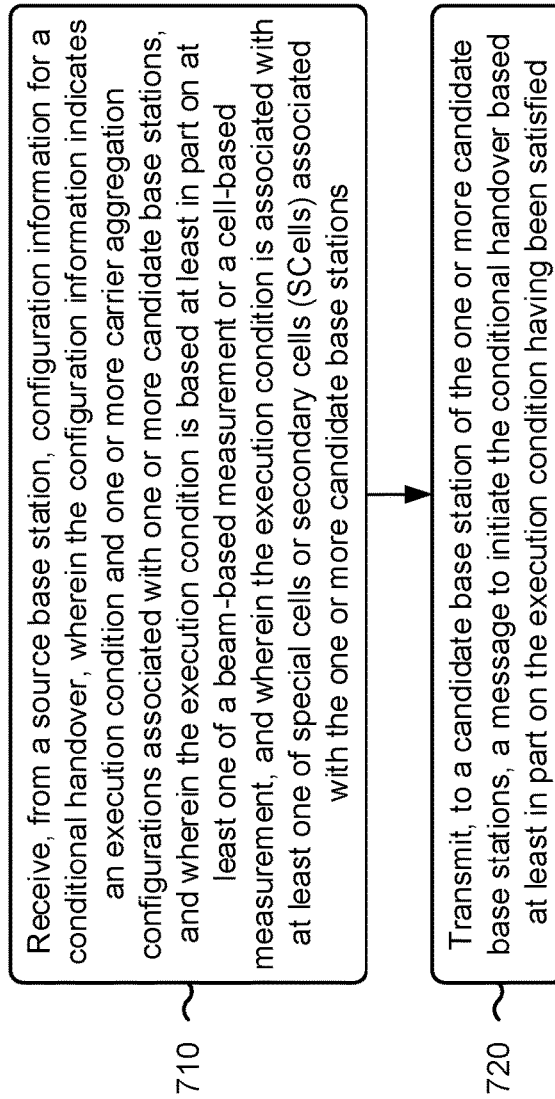 Receive, from a source base station, configuration information for a
conditional handover, wherein the configuration information indicates
an execution condition and one or more carrier aggregation
configurations associated with one or more candidate base stations,
and wherein the execution condition is based at least in part on at
least one of a beam-based measurement or a cell-based
measurement, and wherein the execution condition is associated with
at least one of special cells or secondary cells (SCells) associated
with the one or more candidate base stations
710
Transmit, to a candidate base station of the one or more candidate
base stations, a message to initiate the conditional handover based
at least in part on the execution condition having been satisfied
720